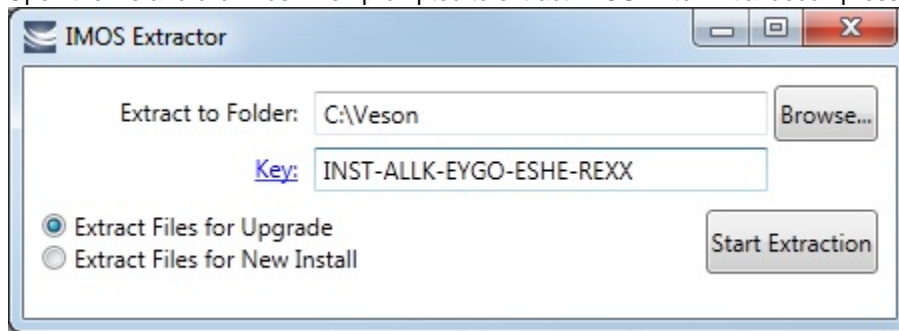 IMOS Extractor
Extract to Folder: C:\Veson Browse...
Key: INST-ALLK-EYGO-ESHE-REXX
Extract Files for Upgrade
Extract Files for New Install
Start Extraction